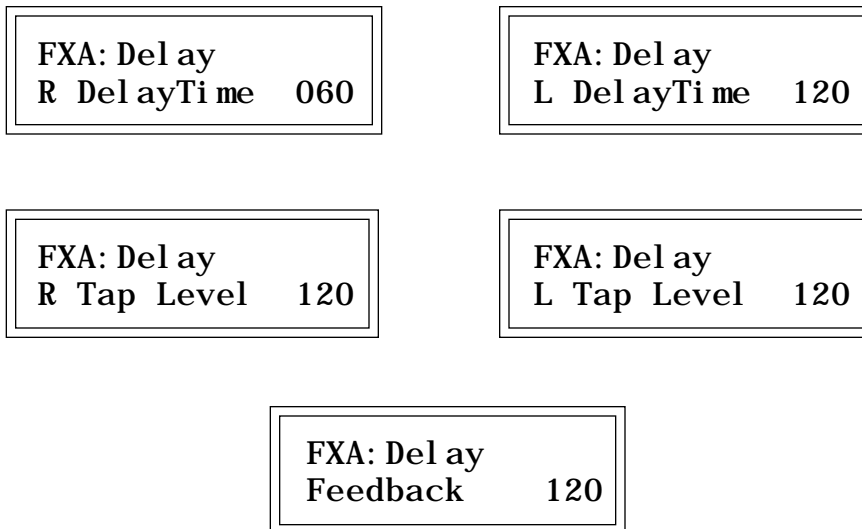 FXA: Delay
R DelayTime 060
FXA: Delay
L DelayTime 120
FXA: Delay
R Tap Level 120
FXA: Delay
L Tap Level 120
FXA: Delay
Feedback 120